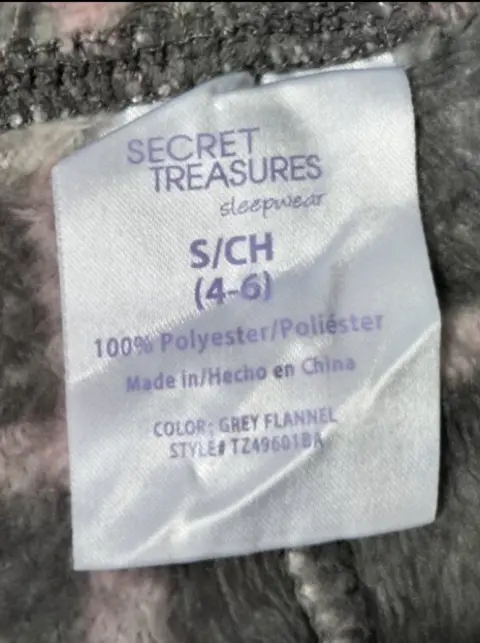 SECRET
TREASURES
sleepwear
S/CH
(4-6)
100% Polyester/Poliéster
Made in/Hecho en China
COLOR: GREY FLANNEL
STYLE# TZ49601BA